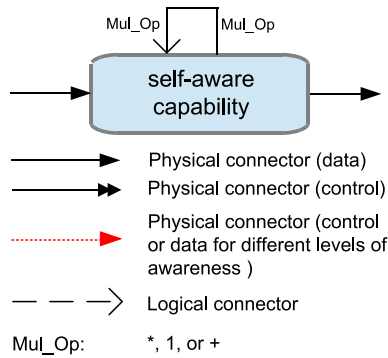 Mul_Op Mul_Op
self-aware
capability
Physical connector (data)
Physical connector (control)
Physical connector (control
or data for different levels of
awareness )
Logical connector
Mul_Op: *, 1, or +